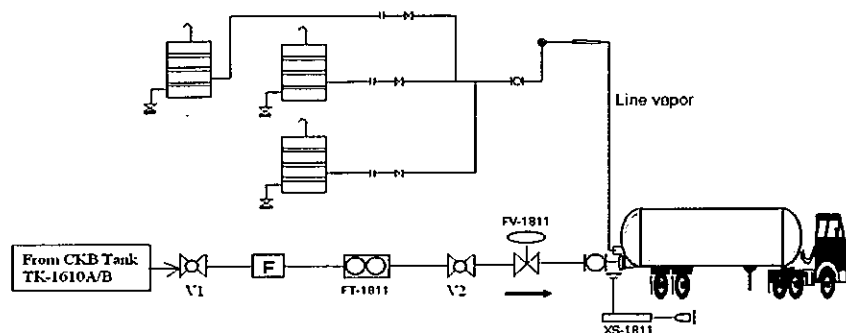 Line vapor
FV-1811
From CKB Tank
TK-1610A/B
V1
F
FT-1811
V2
XS-1811